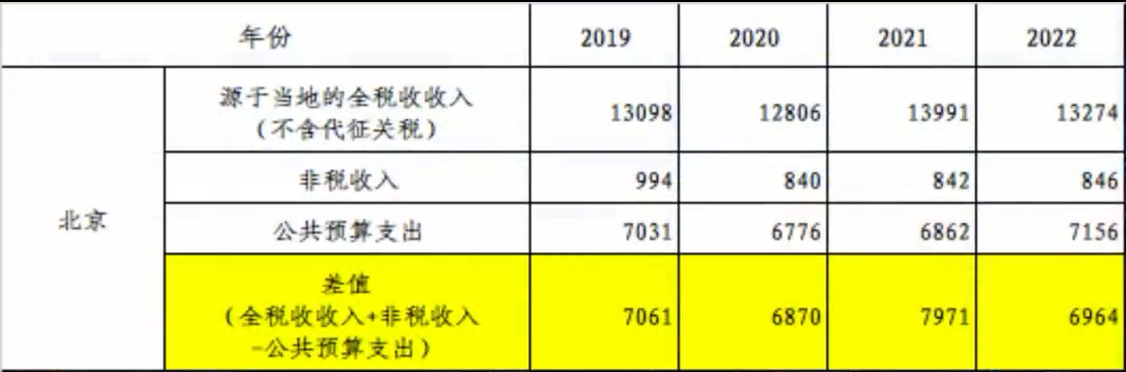 年份 2019 2020 2021 2022
北京
源于当地的全税收收入
（不含代征关税） 13098 12806 13991 13274
非税收入 994 840 842 846
公共预算支出 7031 6776 6862 7156
差值
（全税收收入+非税收入
-公共预算支出） 7061 6870 7971 6964